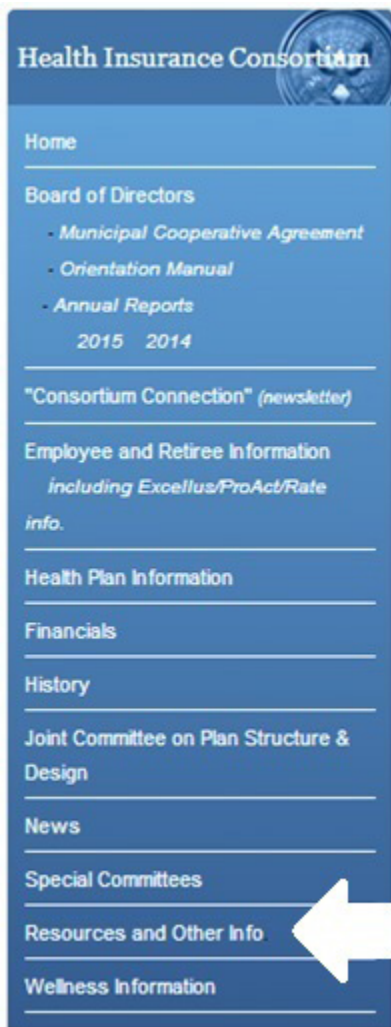 Health Insurance Consortium
Home
Board of Directors
- Municipal Cooperative Agreement
- Orientation Manual
- Annual Reports
2015 2014
"Consortium Connection" (newsletter)
Employee and Retiree Information
including Excellus/ProAct/Rate
info.
Health Plan Information
Financials
History
Joint Committee on Plan Structure &
Design
News
Special Committees
Resources and Other Info.
Wellness Information